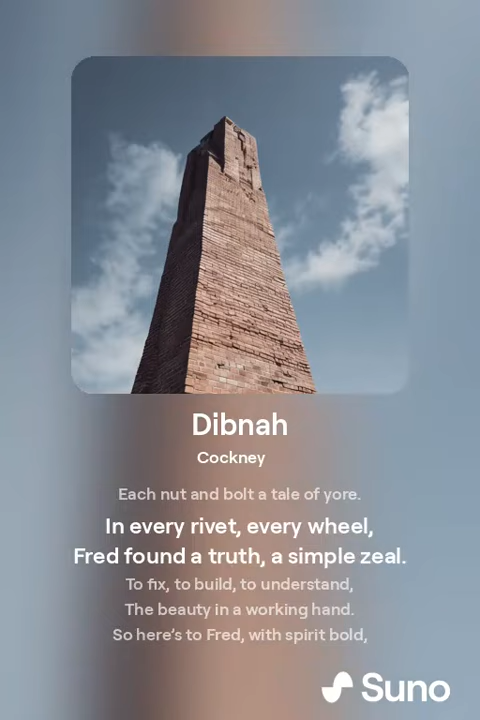 Dibnah
Cockney
Each nut and bolt a tale of yore.
In every rivet, every wheel,
Fred found a truth, a simple zeal.
To fix, to build, to understand,
The beauty in a working hand.
So here's to Fred, with spirit bold,
Suno